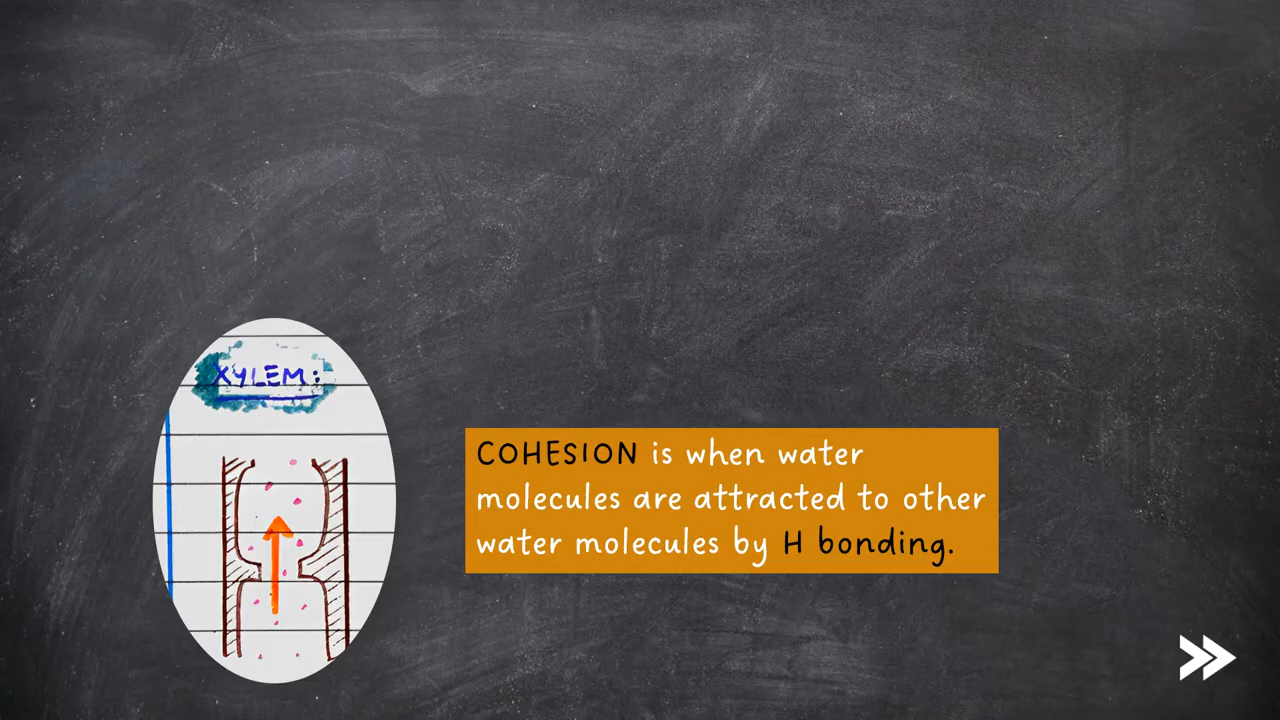 XYLEM:
COHESION is when water
molecules are attracted to other
water molecules by H bonding.